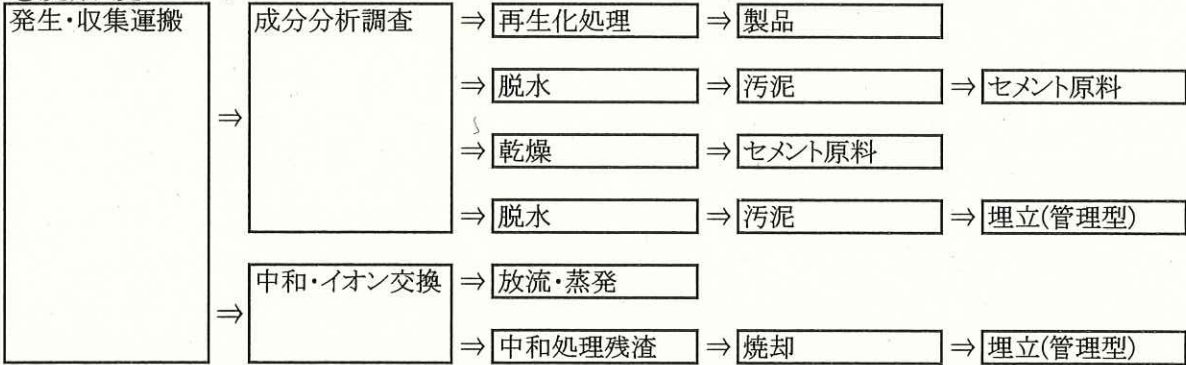 発生・収集運搬 成分分析調査 ⇒ 再生化処理 ⇒ 製品
⇒ 脱水 ⇒ 汚泥 ⇒ セメント原料
⇒
⇒ 乾燥 ⇒ セメント原料
⇒ 脱水 ⇒ 汚泥 ⇒ 埋立(管理型)
中和・イオン交換 ⇒ 放流・蒸発
⇒
⇒ 中和処理残渣 ⇒ 焼却 ⇒ 埋立(管理型)